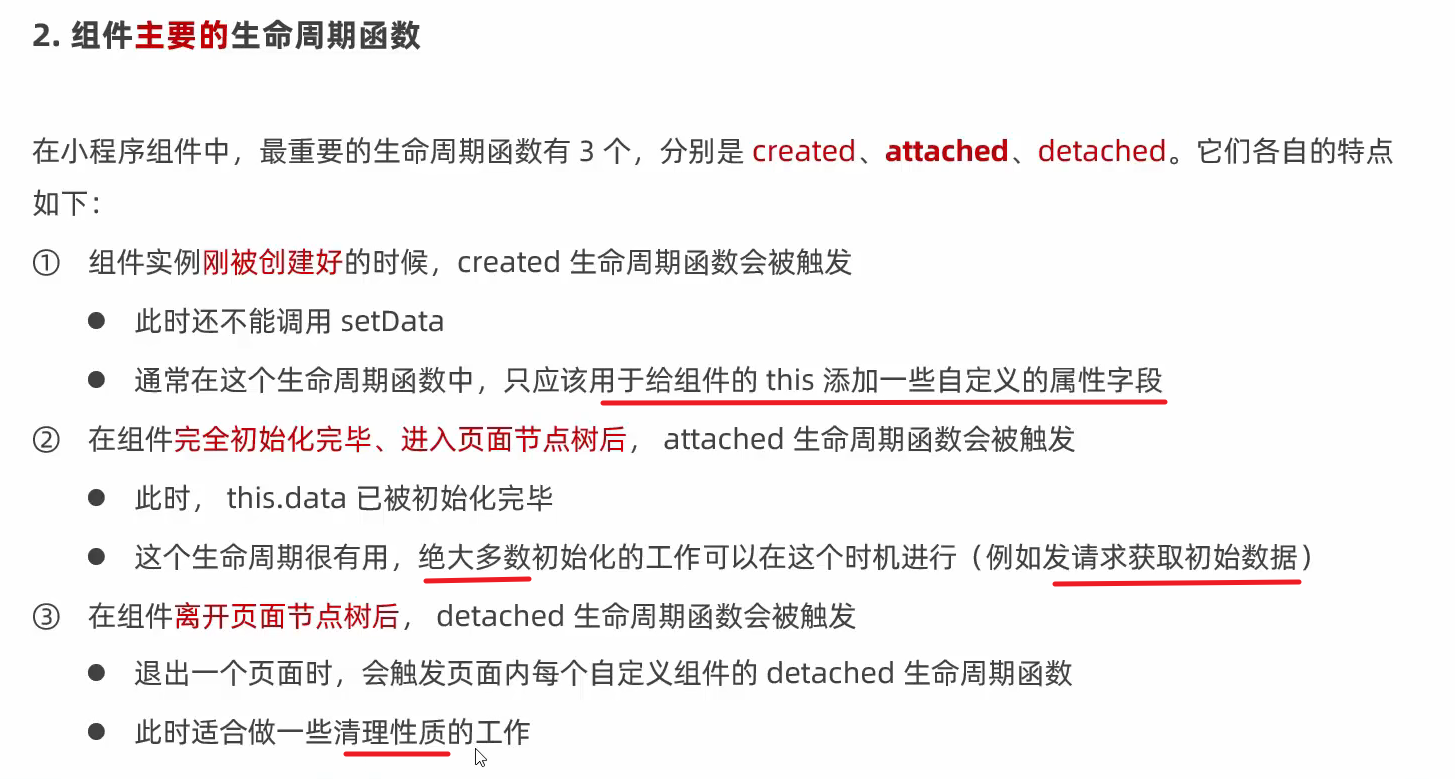 2. 组件主要的生命周期函数
在小程序组件中，最重要的生命周期函数有 3 个，分别是 created、attached、detached。它们各自的特点
如下：
① 组件实例刚被创建好的时候，created 生命周期函数会被触发
● 此时还不能调用 setData
● 通常在这个生命周期函数中，只应该用于给组件的 this 添加一些自定义的属性字段
② 在组件完全初始化完毕、进入页面节点树后， attached 生命周期函数会被触发
● 此时， this.data 已被初始化完毕
● 这个生命周期很有用，绝大多数初始化的工作可以在这个时机进行（例如发请求获取初始数据）
③ 在组件离开页面节点树后， detached 生命周期函数会被触发
● 退出一个页面时，会触发页面内每个自定义组件的 detached 生命周期函数
● 此时适合做一些清理性质的工作